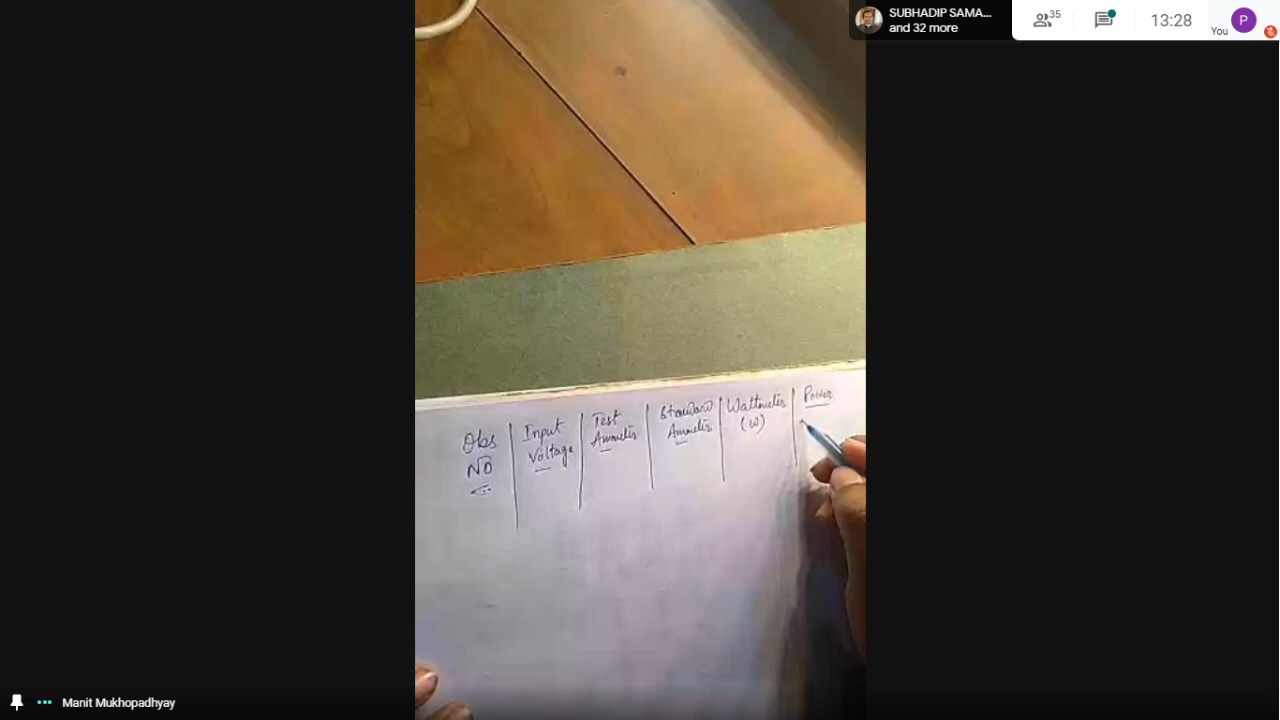 SUBHADIP SAMA...
and 32 more
35
13:28
You
P
Obs
NO
Input
Voltage
Test
Ammeter
Standard
Ammeter
Wattmeter
(W)
Power
Manit Mukhopadhyay